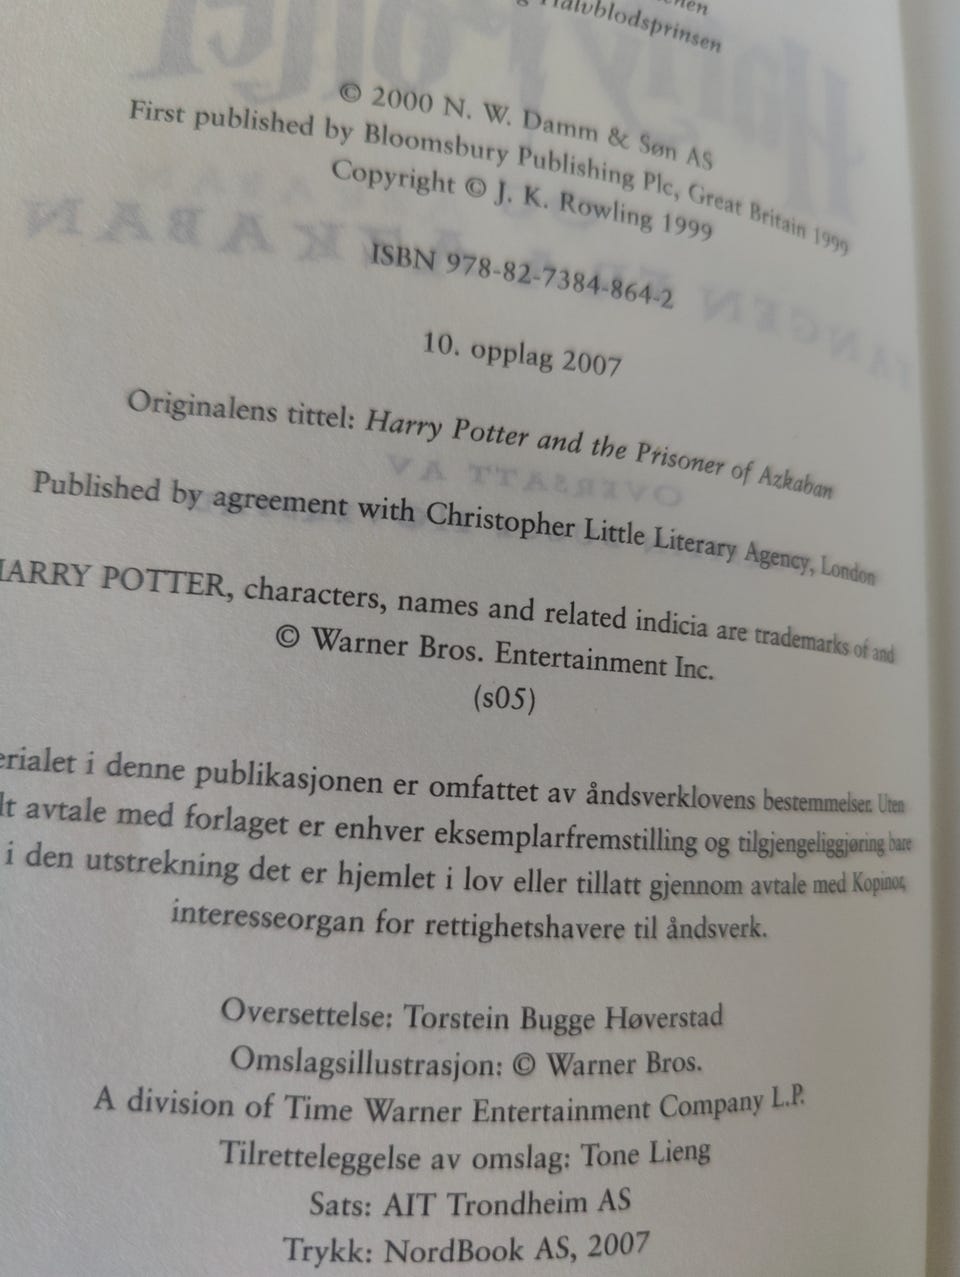 Halvblodsprinsen
© 2000 N. W. Damm & Søn AS
First published by Bloomsbury Publishing Plc, Great Britain 1999
Copyright © J. K. Rowling 1999
ISBN 978-82-7384-864-2
10. opplag 2007
Originalens tittel: Harry Potter and the Prisoner of Azkaban
Published by agreement with Christopher Little Literary Agency, London
HARRY POTTER, characters, names and related indicia are trademarks of and
© Warner Bros. Entertainment Inc.
(s05)
erialet i denne publikasjonen er omfattet av åndsverklovens bestemmelser. Uten
lt avtale med forlaget er enhver eksemplarfremstilling og tilgjengeliggjøring bare
i den utstrekning det er hjemlet i lov eller tillatt gjennom avtale med Kopinor,
interesseorgan for rettighetshavere til åndsverk.
Oversettelse: Torstein Bugge Høverstad
Omslagsillustrasjon: © Warner Bros.
A division of Time Warner Entertainment Company L.P.
Tilretteleggelse av omslag: Tone Lieng
Sats: AIT Trondheim AS
Trykk: NordBook AS, 2007